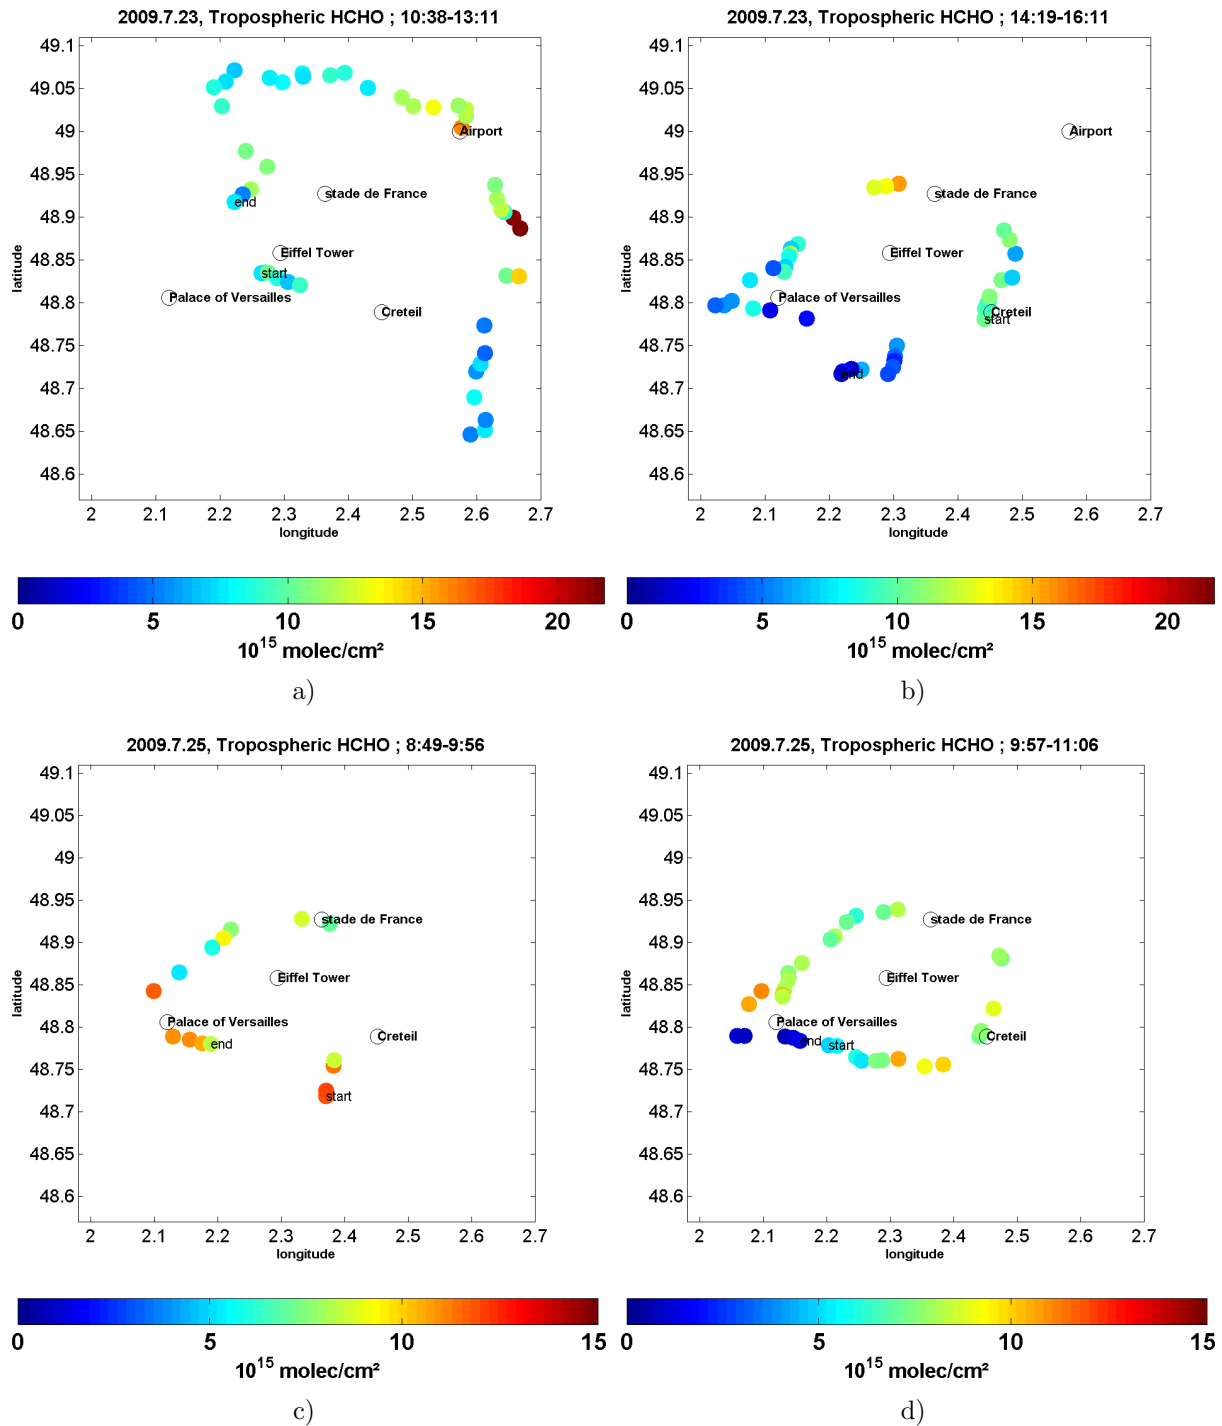 2009.7.23, Tropospheric HCHO ; 10:38-13:11
49.1
49.05
49
48.95
48.9
48.85
48.8
48.75
48.7
48.65
48.6
latitude
Airport
stade de France
end
Eiffel Tower
start
Palace of Versailles
Creteil
2 2.1 2.2 2.3 2.4 2.5 2.6 2.7
longitude
0 5 10 15 20
10^15 molec/cm²
a)
2009.7.23, Tropospheric HCHO ; 14:19-16:11
49.1
49.05
49
48.95
48.9
48.85
48.8
48.75
48.7
48.65
48.6
latitude
Airport
stade de France
Eiffel Tower
Palace of Versailles
Creteil
start
end
2 2.1 2.2 2.3 2.4 2.5 2.6 2.7
longitude
0 5 10 15 20
10^15 molec/cm²
b)
2009.7.25, Tropospheric HCHO ; 8:49-9:56
49.1
49.05
49
48.95
48.9
48.85
48.8
48.75
48.7
48.65
48.6
latitude
stade de France
Eiffel Tower
Palace of Versailles
Creteil
end
start
2 2.1 2.2 2.3 2.4 2.5 2.6 2.7
longitude
0 5 10 15
10^15 molec/cm²
c)
2009.7.25, Tropospheric HCHO ; 9:57-11:06
49.1
49.05
49
48.95
48.9
48.85
48.8
48.75
48.7
48.65
48.6
latitude
stade de France
Eiffel Tower
Palace of Versailles
Creteil
end
start
2 2.1 2.2 2.3 2.4 2.5 2.6 2.7
longitude
0 5 10 15
10^15 molec/cm²
d)